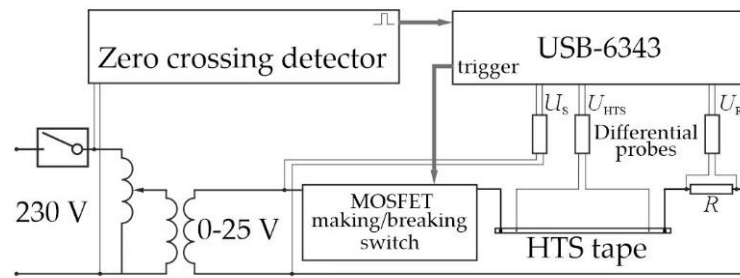 Zero crossing detector
USB-6343
trigger
U_S
U_HTS
U_R
Differential
probes
230 V
0-25 V
MOSFET
making/breaking
switch
R
HTS tape